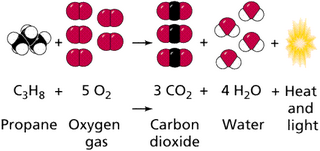 + + + +
C₃H₈ + 5 O₂ → 3 CO₂ + 4 H₂O + Heat
and
light
Propane Oxygen
gas Carbon
dioxide Water